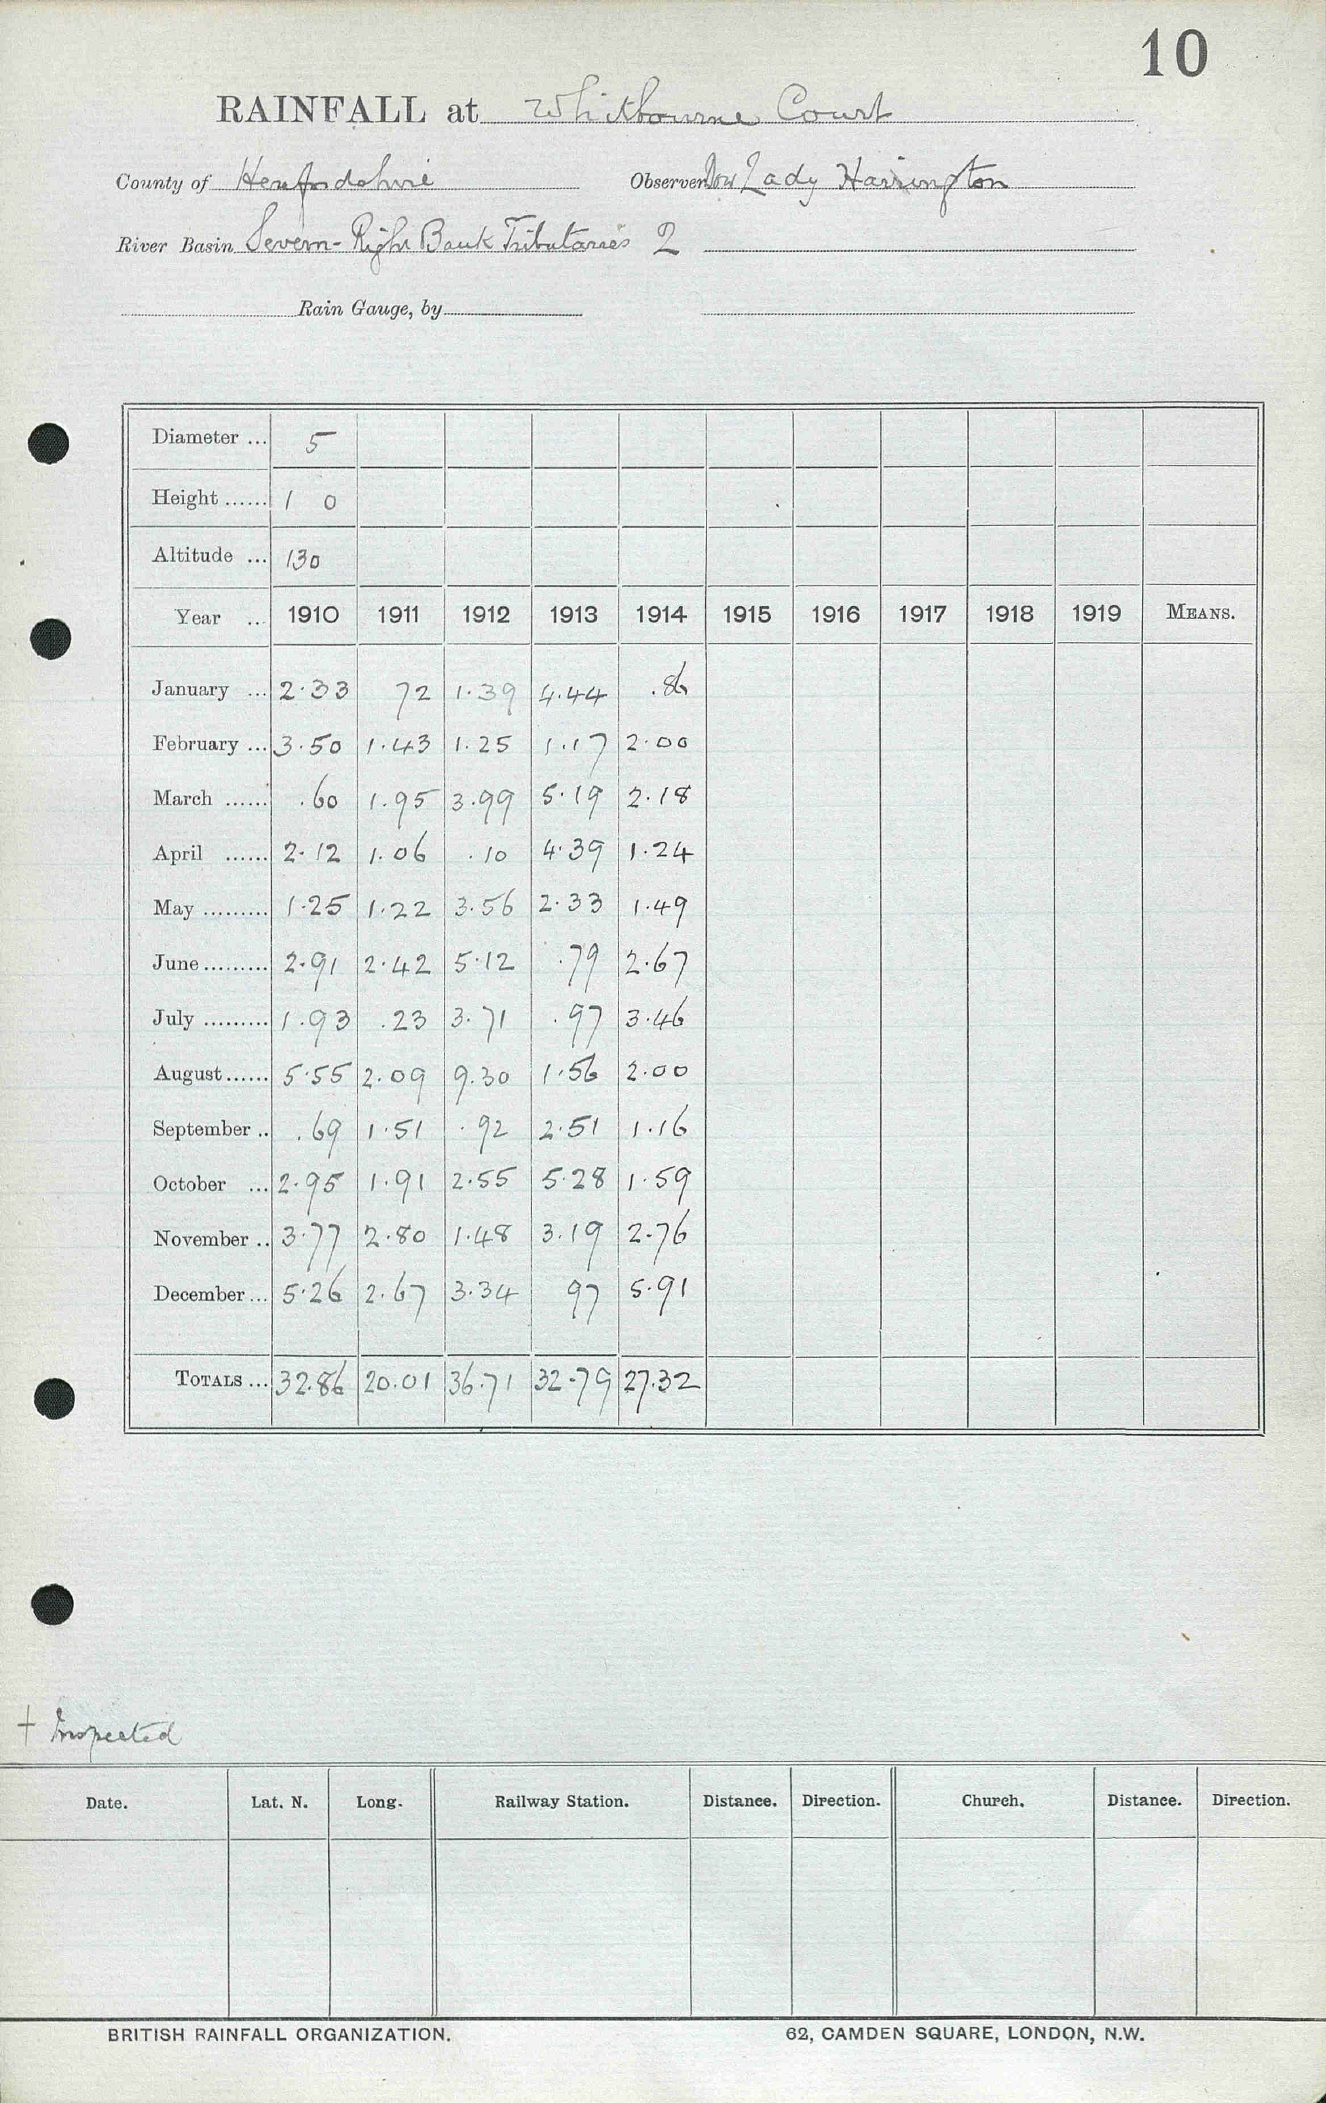 10
RAINFALL at Whitbourne Court
County of Herefordshire Observer Dow Lady Harrington
River Basin Severn - Right Bank Tributaries 2
Rain Gauge, by
Diameter ... 5
Height ...... 1 0
Altitude ... 130
Year ... 1910 1911 1912 1913 1914 1915 1916 1917 1918 1919 MEANS.
January ... 2.33 72 1.39 4.44 .86
February ... 3.50 1.43 1.25 1.17 2.00
March ...... .60 1.95 3.99 5.19 2.18
April ...... 2.12 1.06 .10 4.39 1.24
May ......... 1.25 1.22 3.56 2.33 1.49
June ......... 2.91 2.42 5.12 .79 2.67
July ......... 1.93 .23 3.71 .97 3.46
August ...... 5.55 2.09 9.30 1.56 2.00
September .. .69 1.51 .92 2.51 1.16
October ... 2.95 1.91 2.55 5.28 1.59
November .. 3.77 2.80 1.48 3.19 2.76
December ... 5.26 2.67 3.34 97 5.91
TOTALS ... 32.86 20.01 36.71 32.79 27.32
† Inspected
Date. Lat. N. Long. Railway Station. Distance. Direction. Church. Distance. Direction.
BRITISH RAINFALL ORGANIZATION. 62, CAMDEN SQUARE, LONDON, N.W.